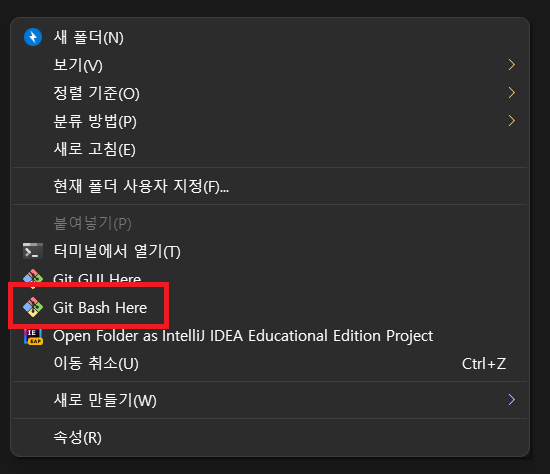 새 폴더(N)
보기(V)
정렬 기준(O)
분류 방법(P)
새로 고침(E)
현재 폴더 사용자 지정(F)...
붙여넣기(P)
터미널에서 열기(T)
Git GUI Here
Git Bash Here
IE EAP Open Folder as IntelliJ IDEA Educational Edition Project
이동 취소(U) Ctrl+Z
새로 만들기(W)
속성(R)